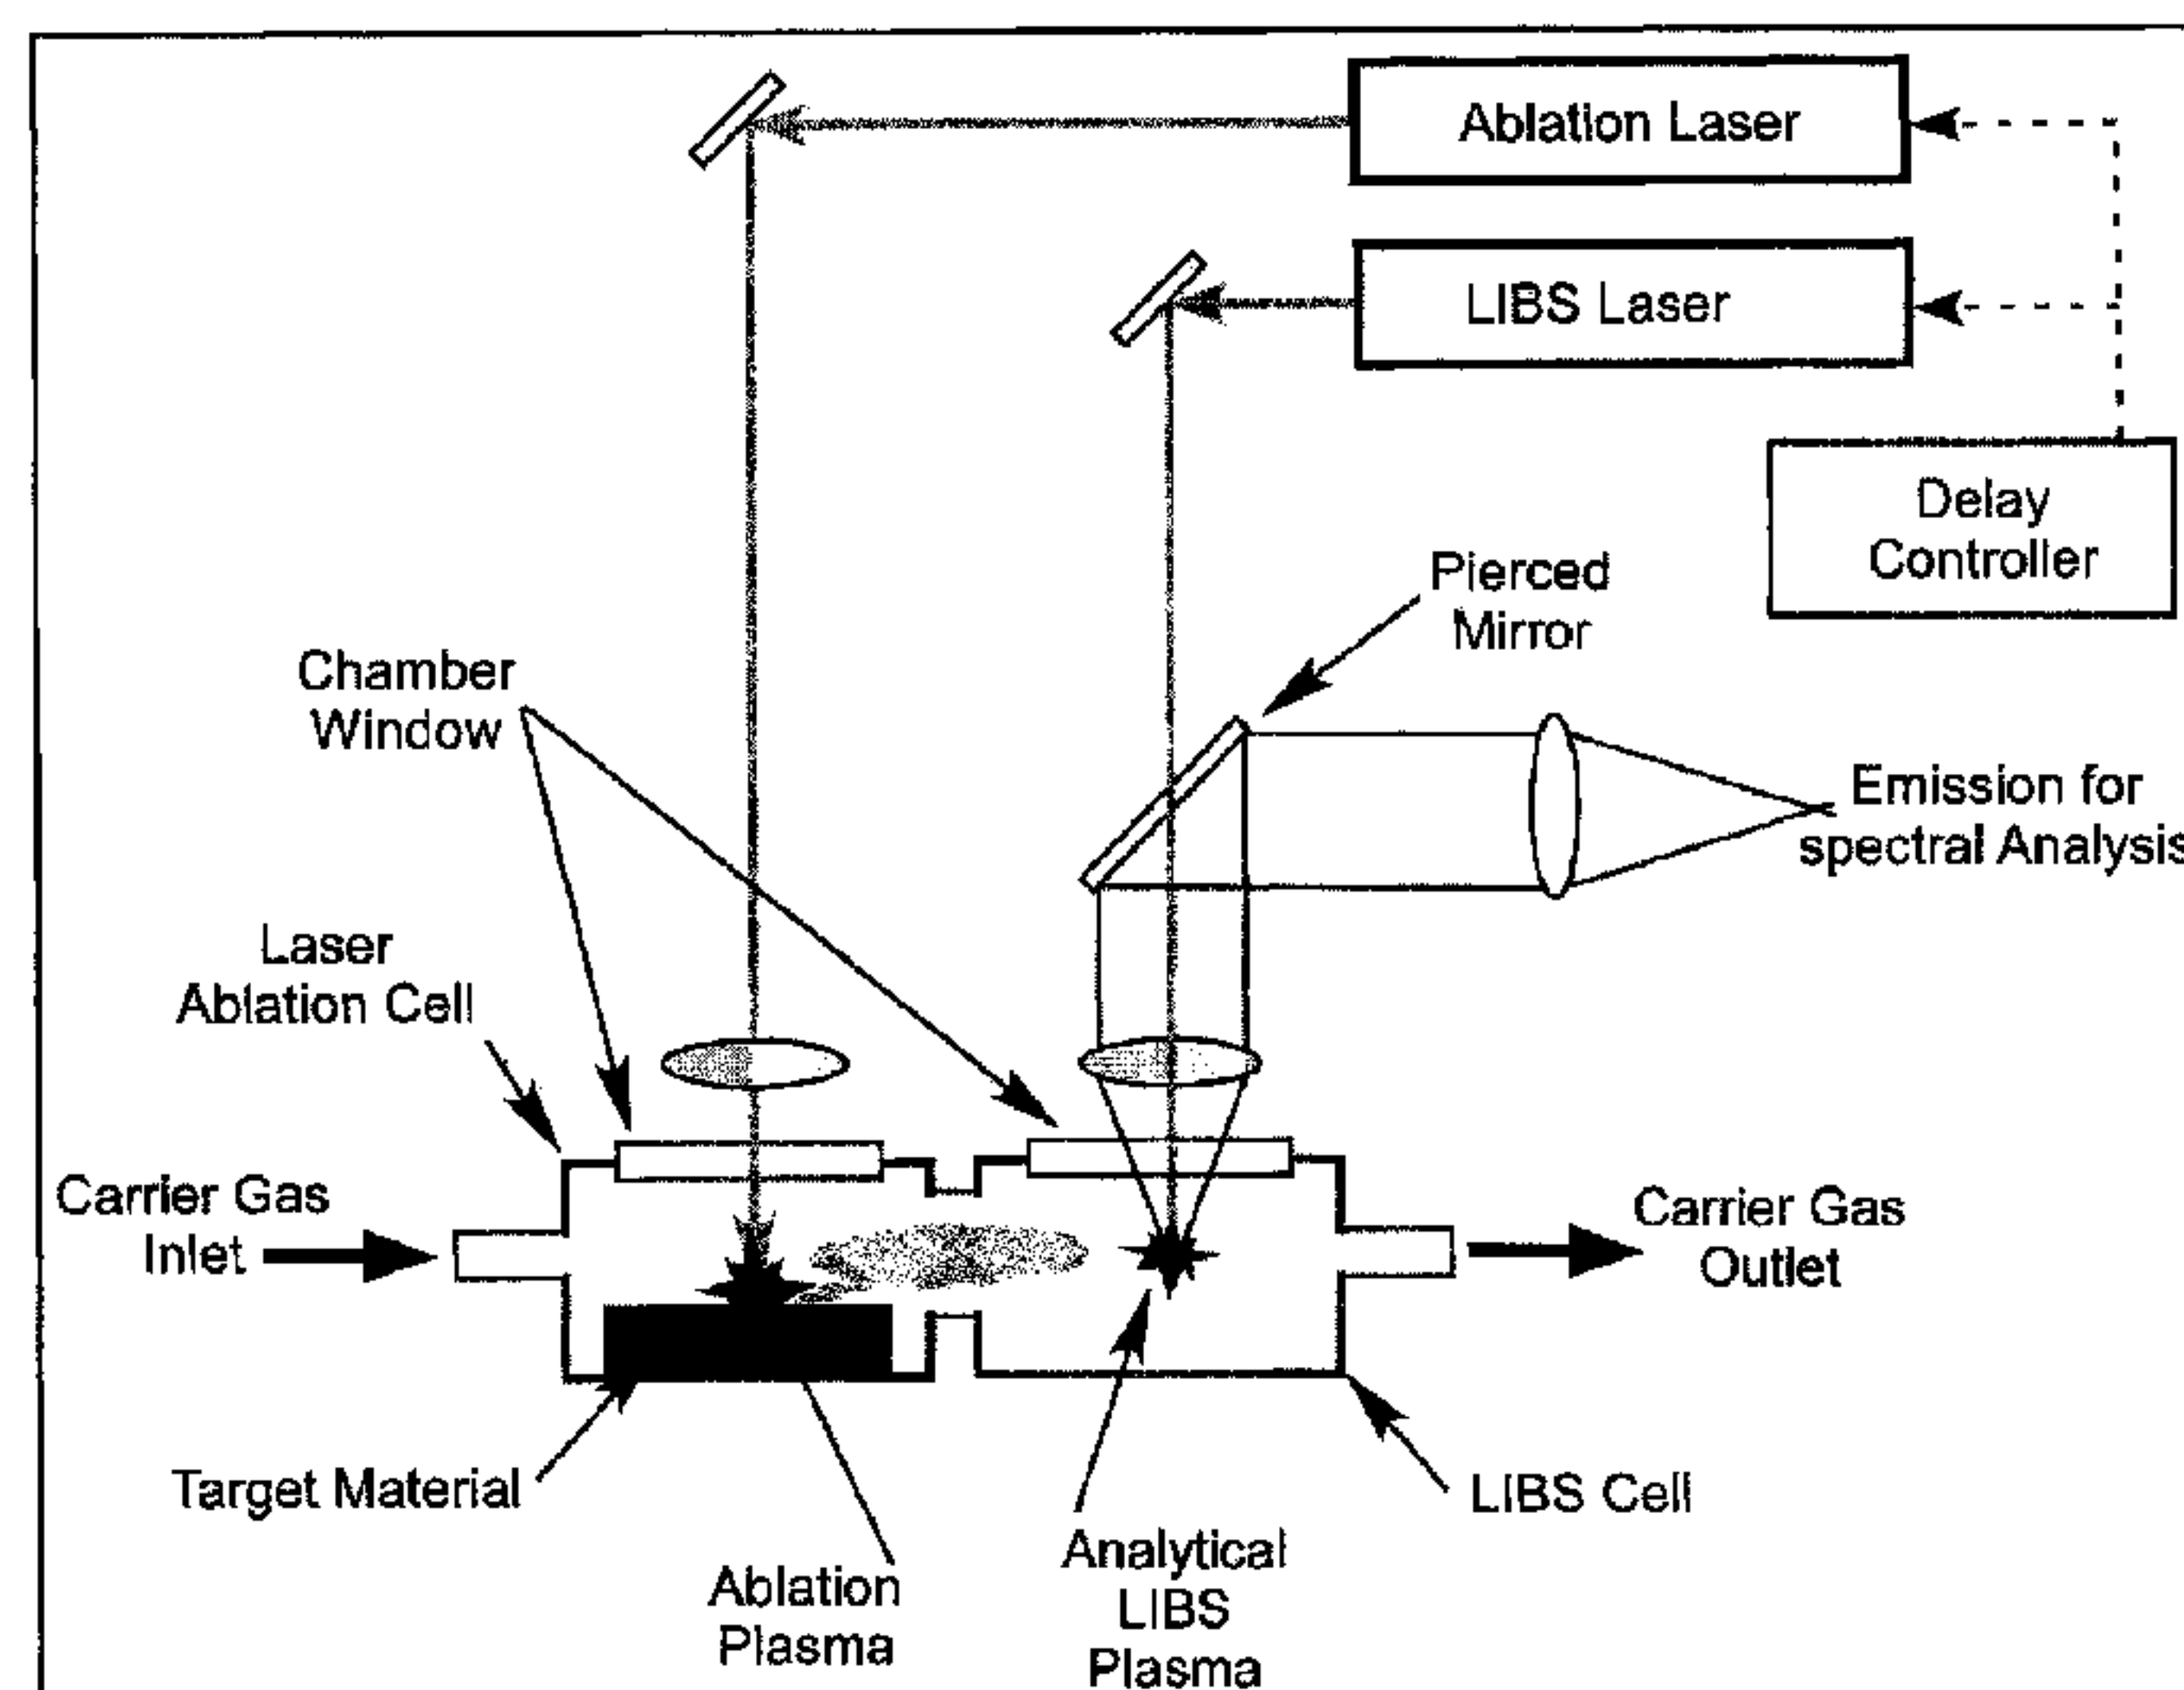 Ablation Laser
LIBS Laser
Delay
Controller
Pierced
Mirror
Chamber
Window
Emission for
spectral Analysis
Laser
Ablation Cell
Carrier Gas
Inlet
Carrier Gas
Outlet
Target Material
LIBS Cell
Ablation
Plasma
Analytical
LIBS
Plasma